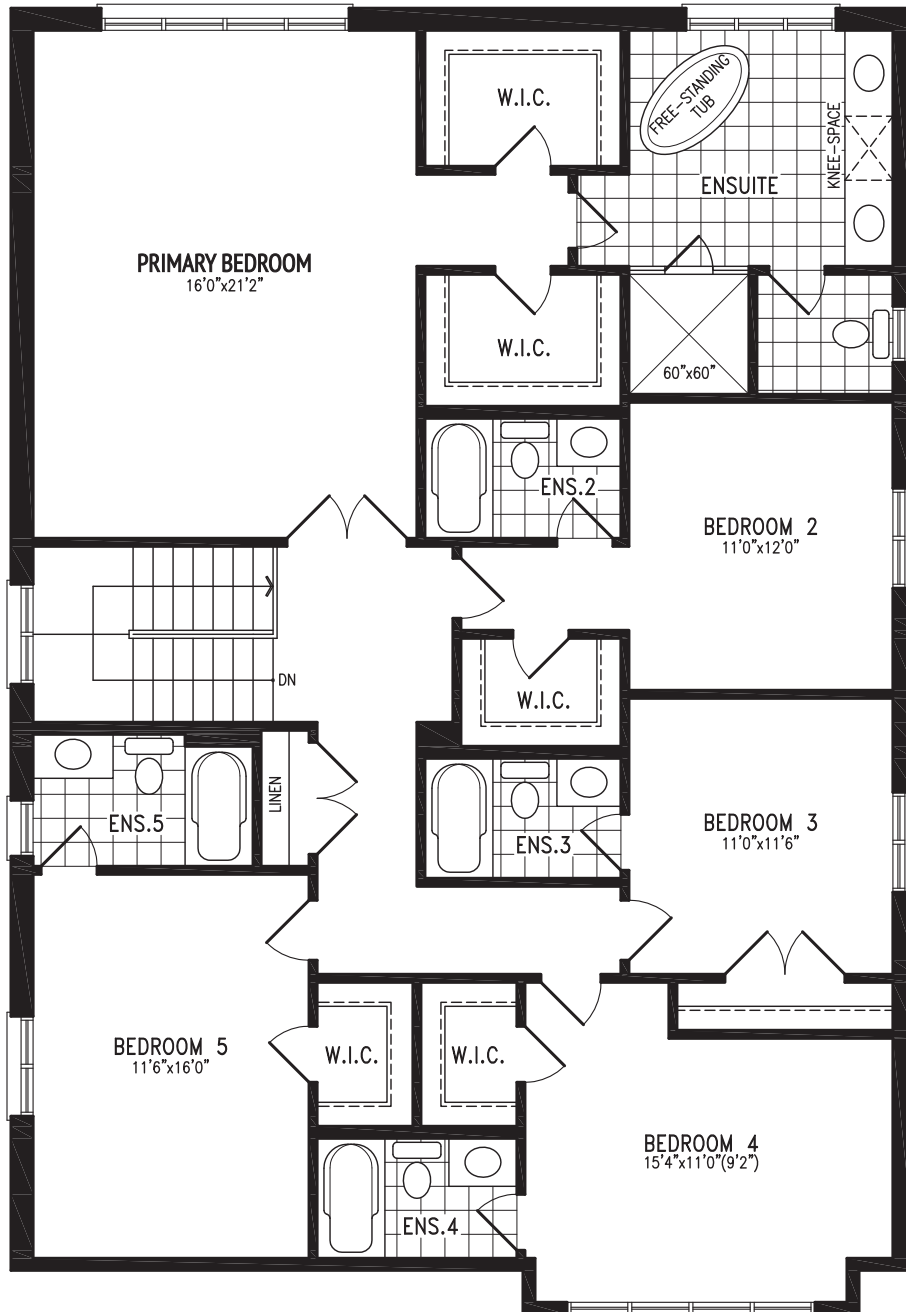 W.I.C.
FREE-STANDING
TUB
KNEE-SPACE
ENSUITE
PRIMARY BEDROOM
16'0"x21'2"
W.I.C.
60"x60"
ENS.2
BEDROOM 2
11'0"x12'0"
DN
W.I.C.
LINEN
ENS.5
ENS.3
BEDROOM 3
11'0"x11'6"
BEDROOM 5
11'6"x16'0"
W.I.C.
W.I.C.
BEDROOM 4
15'4"x11'0"(9'2")
ENS.4